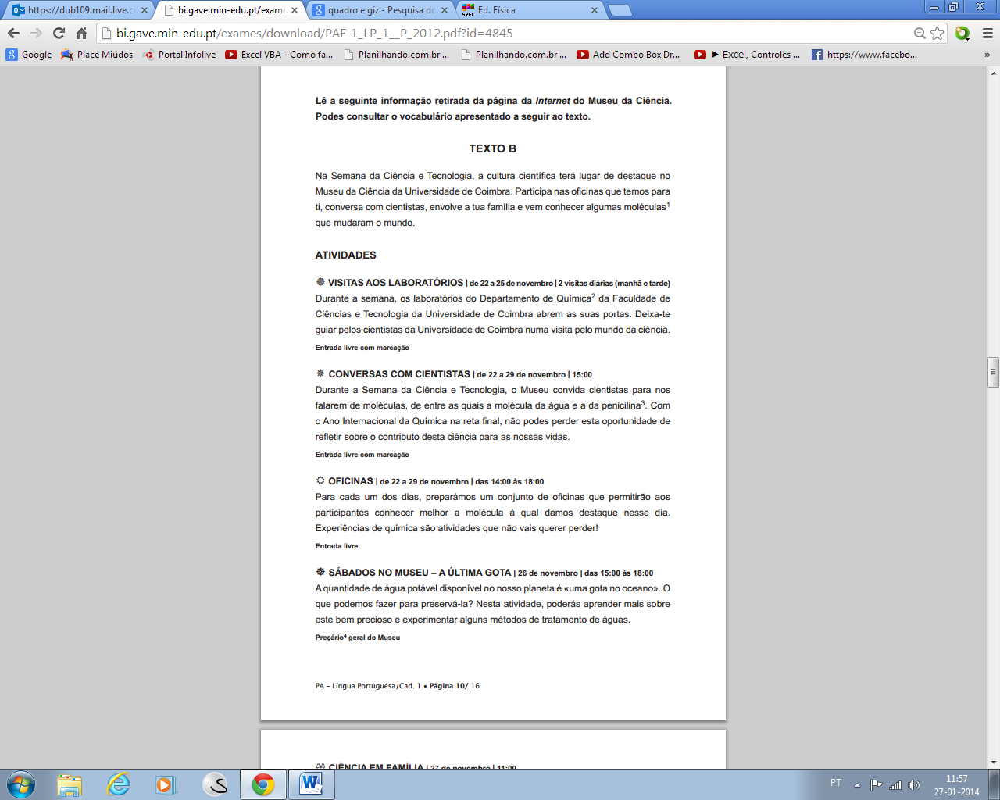 https://dub109.mail.live.c
bi.gave.min-edu.pt/exam
quadro e giz - Pesquisa do
Ed. Física
bi.gave.min-edu.pt/exames/download/PAF-1_LP_1__P_2012.pdf?id=4845
Google
Place Miúdos
Portal Infolive
Excel VBA - Como fa...
Planilhando.com.br ...
Planilhando.com.br ...
Add Combo Box Dr...
► Excel, Controles ...
https://www.facebo...
»
Lê a seguinte informação retirada da página da Internet do Museu da Ciência.
Podes consultar o vocabulário apresentado a seguir ao texto.
TEXTO B
Na Semana da Ciência e Tecnologia, a cultura científica terá lugar de destaque no
Museu da Ciência da Universidade de Coimbra. Participa nas oficinas que temos para
ti, conversa com cientistas, envolve a tua família e vem conhecer algumas moléculas¹
que mudaram o mundo.
ATIVIDADES
VISITAS AOS LABORATÓRIOS | de 22 a 25 de novembro | 2 visitas diárias (manhã e tarde)
Durante a semana, os laboratórios do Departamento de Química² da Faculdade de
Ciências e Tecnologia da Universidade de Coimbra abrem as suas portas. Deixa-te
guiar pelos cientistas da Universidade de Coimbra numa visita pelo mundo da ciência.
Entrada livre com marcação
CONVERSAS COM CIENTISTAS | de 22 a 29 de novembro | 15:00
Durante a Semana da Ciência e Tecnologia, o Museu convida cientistas para nos
falarem de moléculas, de entre as quais a molécula da água e a da penicilina³. Com
o Ano Internacional da Química na reta final, não podes perder esta oportunidade de
refletir sobre o contributo desta ciência para as nossas vidas.
Entrada livre com marcação
OFICINAS | de 22 a 29 de novembro | das 14:00 às 18:00
Para cada um dos dias, preparámos um conjunto de oficinas que permitirão aos
participantes conhecer melhor a molécula à qual damos destaque nesse dia.
Experiências de química são atividades que não vais querer perder!
Entrada livre
SÁBADOS NO MUSEU – A ÚLTIMA GOTA | 26 de novembro | das 15:00 às 18:00
A quantidade de água potável disponível no nosso planeta é «uma gota no oceano». O
que podemos fazer para preservá-la? Nesta atividade, poderás aprender mais sobre
este bem precioso e experimentar alguns métodos de tratamento de águas.
Preçário⁴ geral do Museu
PA – Língua Portuguesa/Cad. 1 • Página 10/ 16
CIÊNCIA EM FAMÍLIA | 27 de novembro | 11:00
PT
11:57
27-01-2014